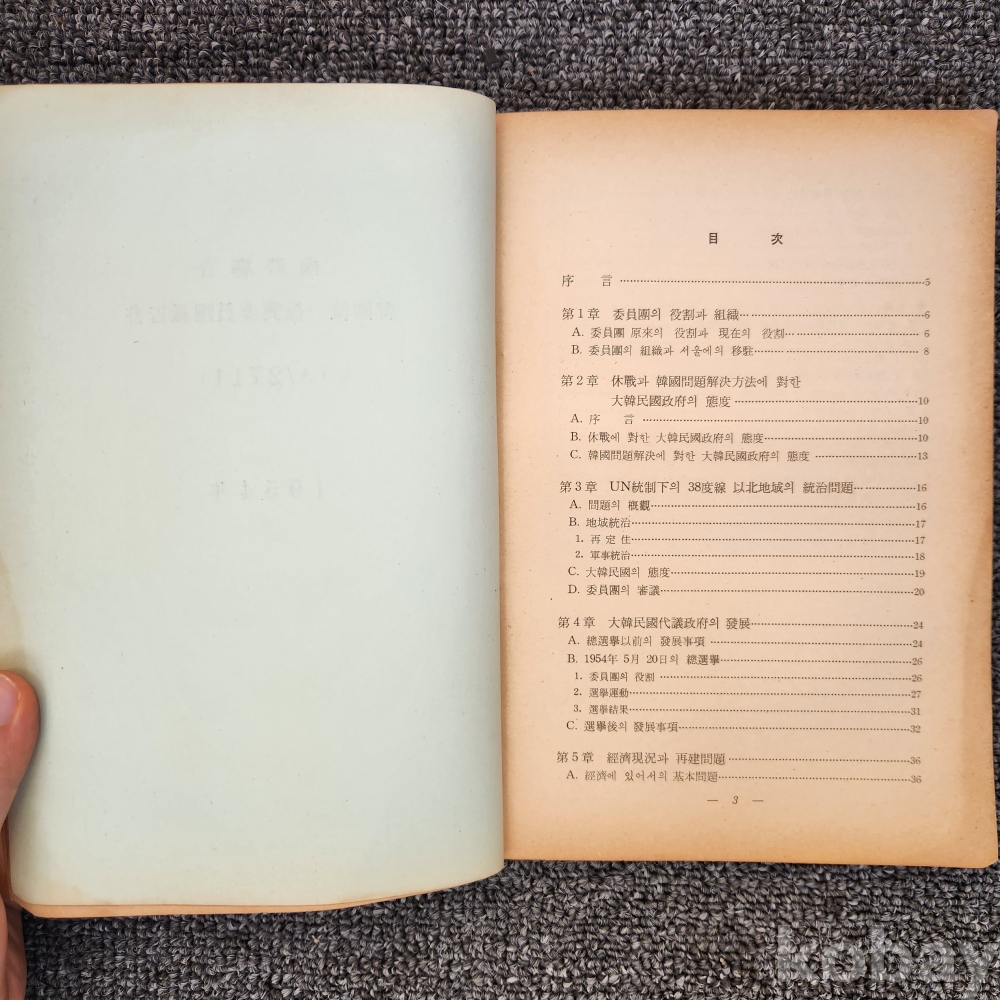 目 次
序 言 5
第1章 委員團의 役割과 組織 6
A. 委員團 原來의 役割과 現在의 役割 6
B. 委員團의 組織과 서울에의 移駐 8
第2章 休戰과 韓國問題解決方法에 對한
大韓民國政府의 態度 10
A. 序 言 10
B. 休戰에 對한 大韓民國政府의 態度 10
C. 韓國問題解決에 對한 大韓民國政府의 態度 13
第3章 UN統制下의 38度線 以北地域의 統治問題 16
A. 問題의 槪觀 16
B. 地域統治 17
1. 再 定 住 17
2. 軍事統治 18
C. 大韓民國의 態度 19
D. 委員團의 審議 20
第4章 大韓民國代議政府의 發展 24
A. 總選擧以前의 發展事項 24
B. 1954年 5月 20日의 總選擧 26
1. 委員團의 役割 26
2. 選擧運動 27
3. 選擧結果 31
C. 選擧後의 發展事項 32
第5章 經濟現況과 再建問題 36
A. 經濟에 있어서의 基本問題 36
— 3 —
kobay